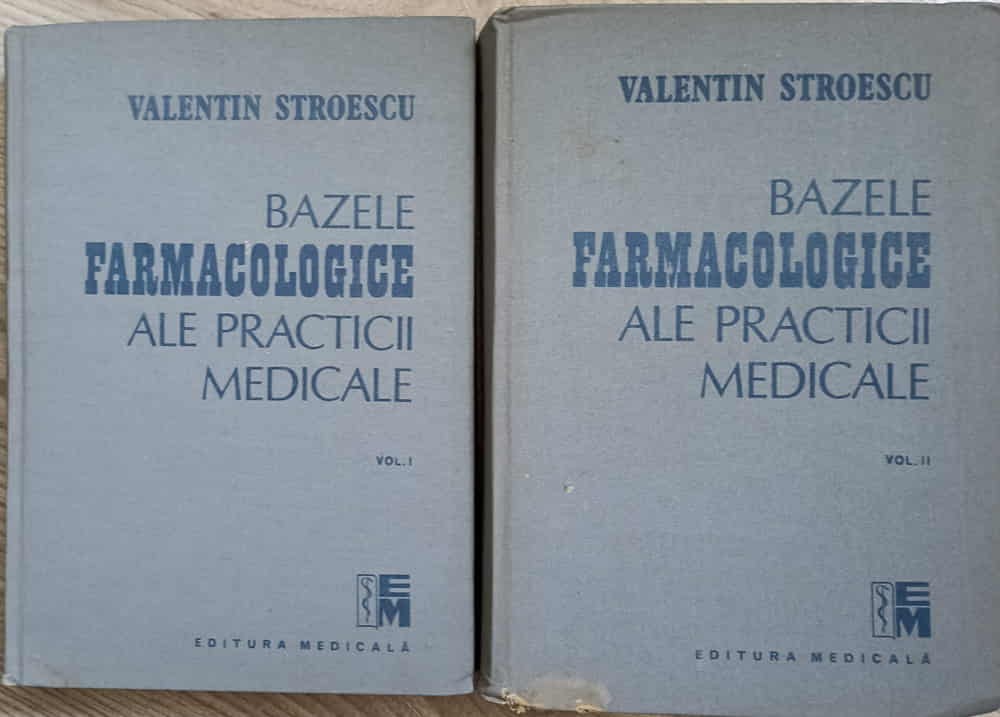 VALENTIN STROESCU
BAZELE
FARMACOLOGICE
ALE PRACTICII
MEDICALE
VOL. I
EM
EDITURA MEDICALĂ
VALENTIN STROESCU
BAZELE
FARMACOLOGICE
ALE PRACTICII
MEDICALE
VOL. II
EM
EDITURA MEDICALĂ